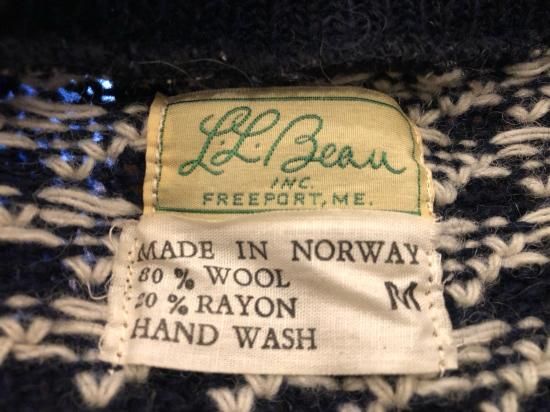 L.L.Bean
INC.
FREEPORT, ME.
MADE IN NORWAY
80 % WOOL
20 % RAYON
HAND WASH
M